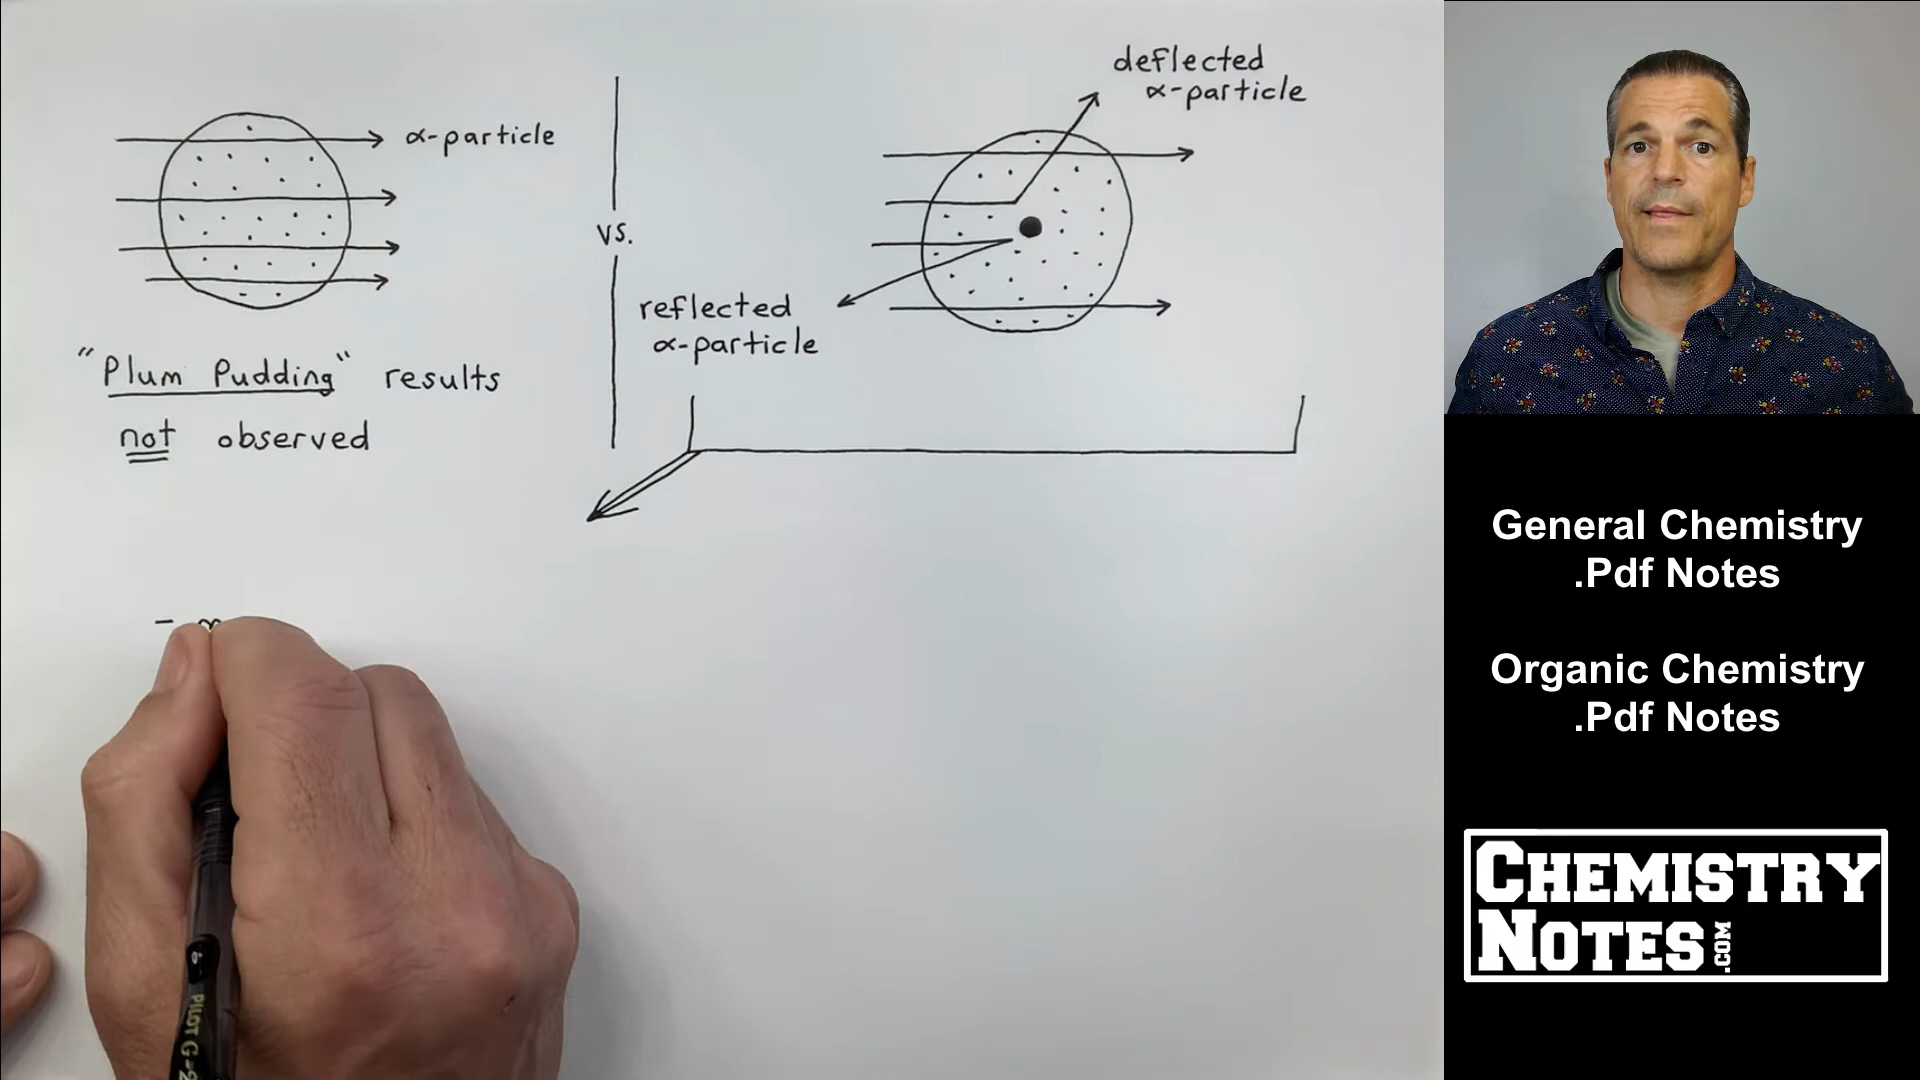 α-particle
"Plum Pudding" results
not observed
vs.
deflected
α-particle
reflected
α-particle
General Chemistry
.Pdf Notes
Organic Chemistry
.Pdf Notes
CHEMISTRY
NOTES.COM
PILOT G-2